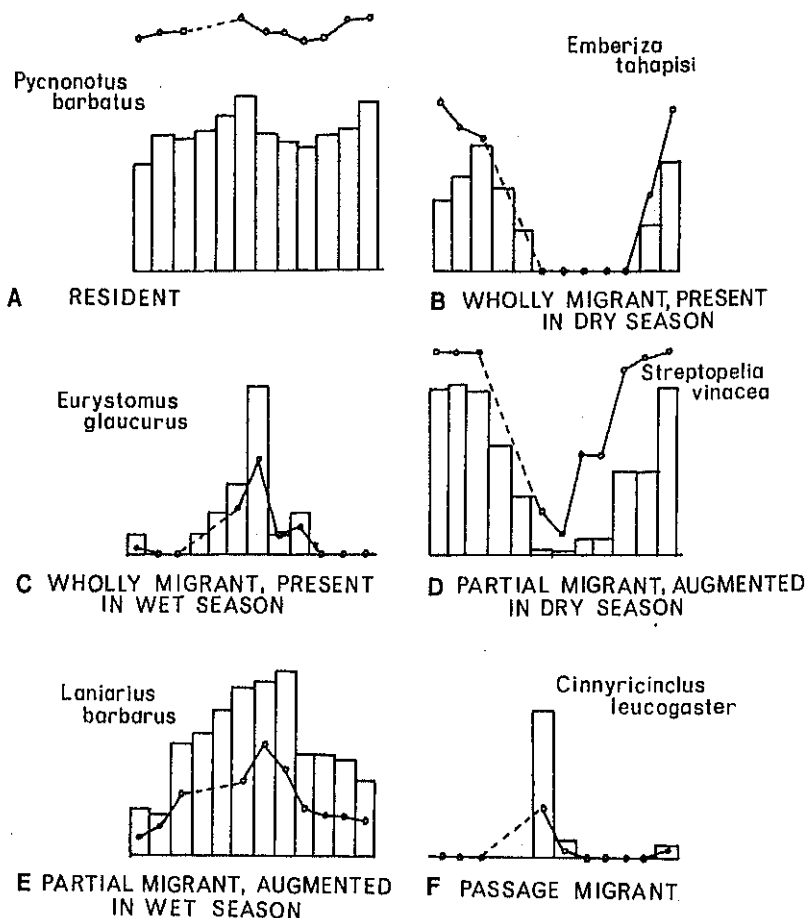 Pycnonotus
barbatus
A RESIDENT
Emberiza
tahapisi
B WHOLLY MIGRANT, PRESENT
IN DRY SEASON
Eurystomus
glaucurus
C WHOLLY MIGRANT, PRESENT
IN WET SEASON
Streptopelia
vinacea
D PARTIAL MIGRANT, AUGMENTED
IN DRY SEASON
Laniarius
barbarus
E PARTIAL MIGRANT, AUGMENTED
IN WET SEASON
Cinnyricinclus
leucogaster
F PASSAGE MIGRANT